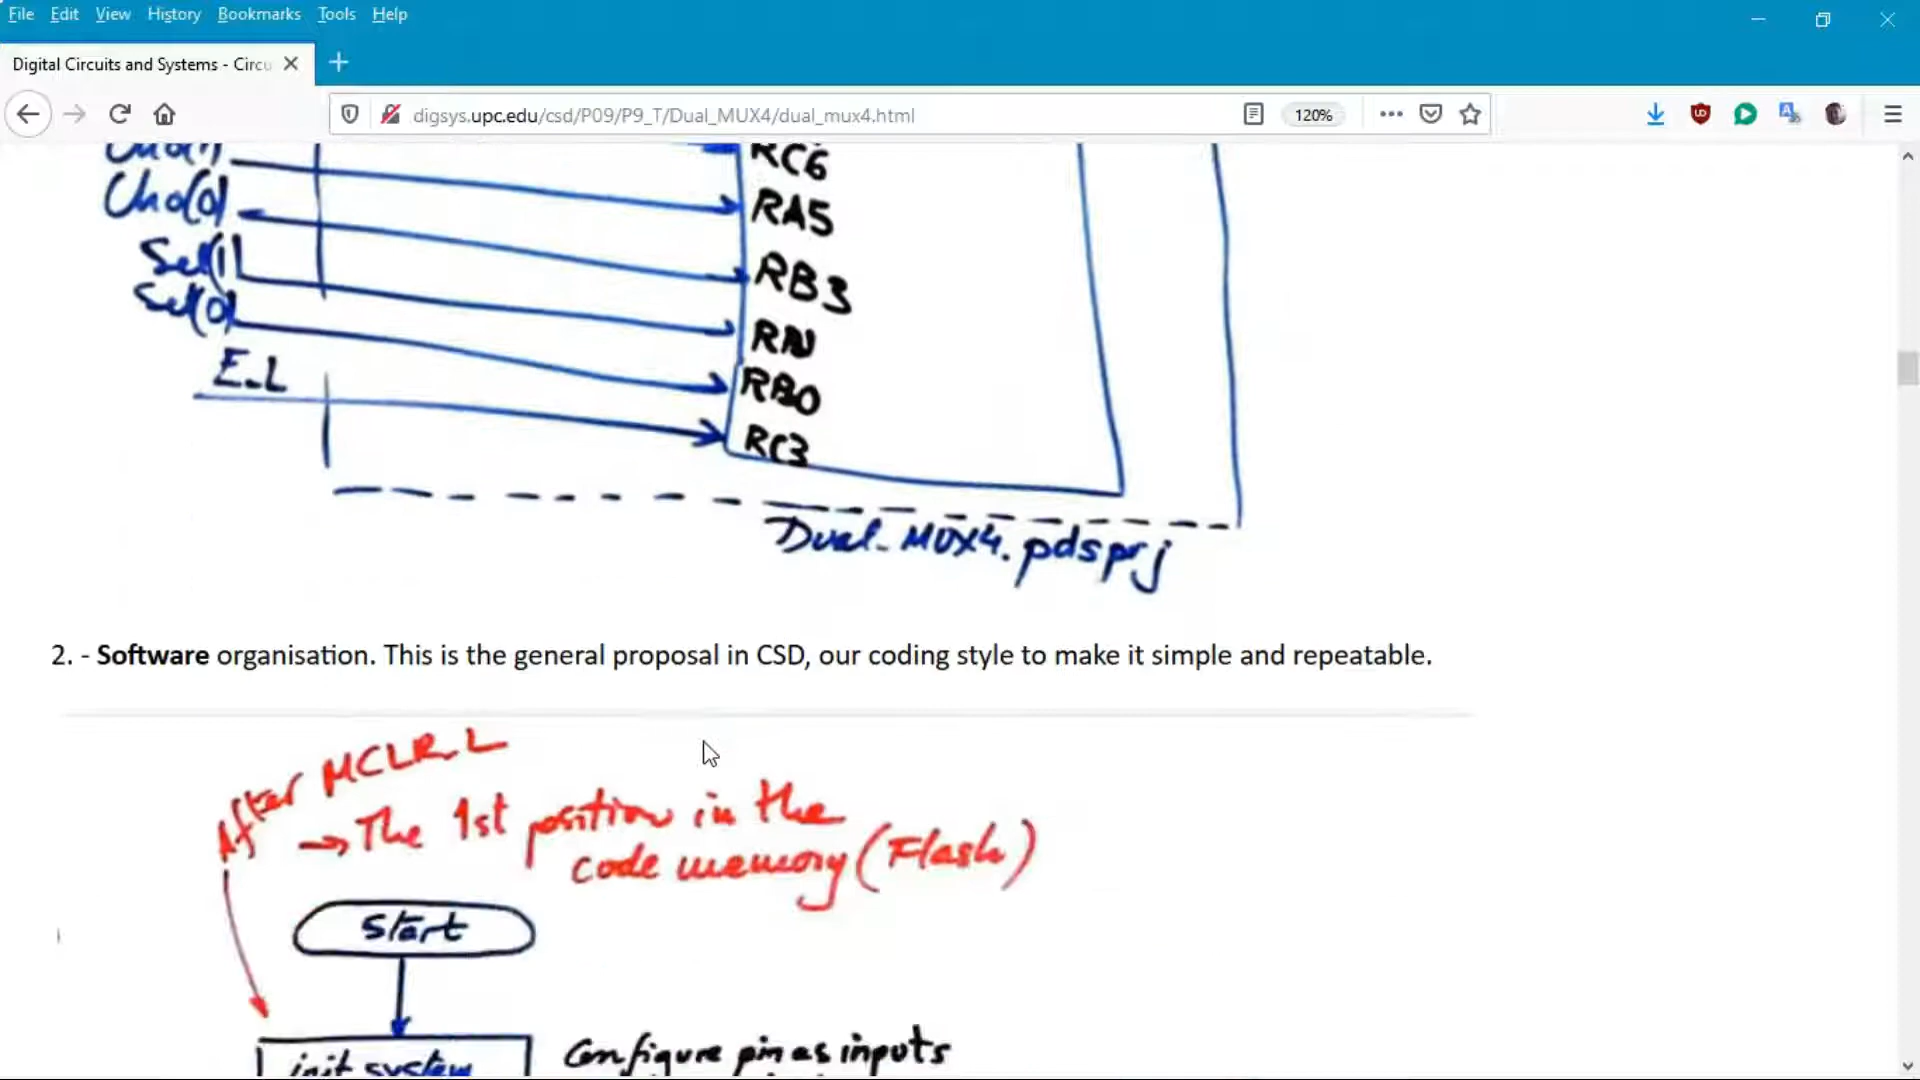 File Edit View History Bookmarks Tools Help
Digital Circuits and Systems - Circu
digsys.upc.edu/csd/P09/P9_T/Dual_MUX4/dual_mux4.html
120%
RC6
Ch0(0)
RA5
Sel(1)
RB3
Sel(0)
E_L
RB0
RC3
Dual_MUX4.pdsprj
2. - Software organisation. This is the general proposal in CSD, our coding style to make it simple and repeatable.
After MCLR_L
→ The 1st position in the
code memory (Flash)
Start
init system
Configure pin as inputs